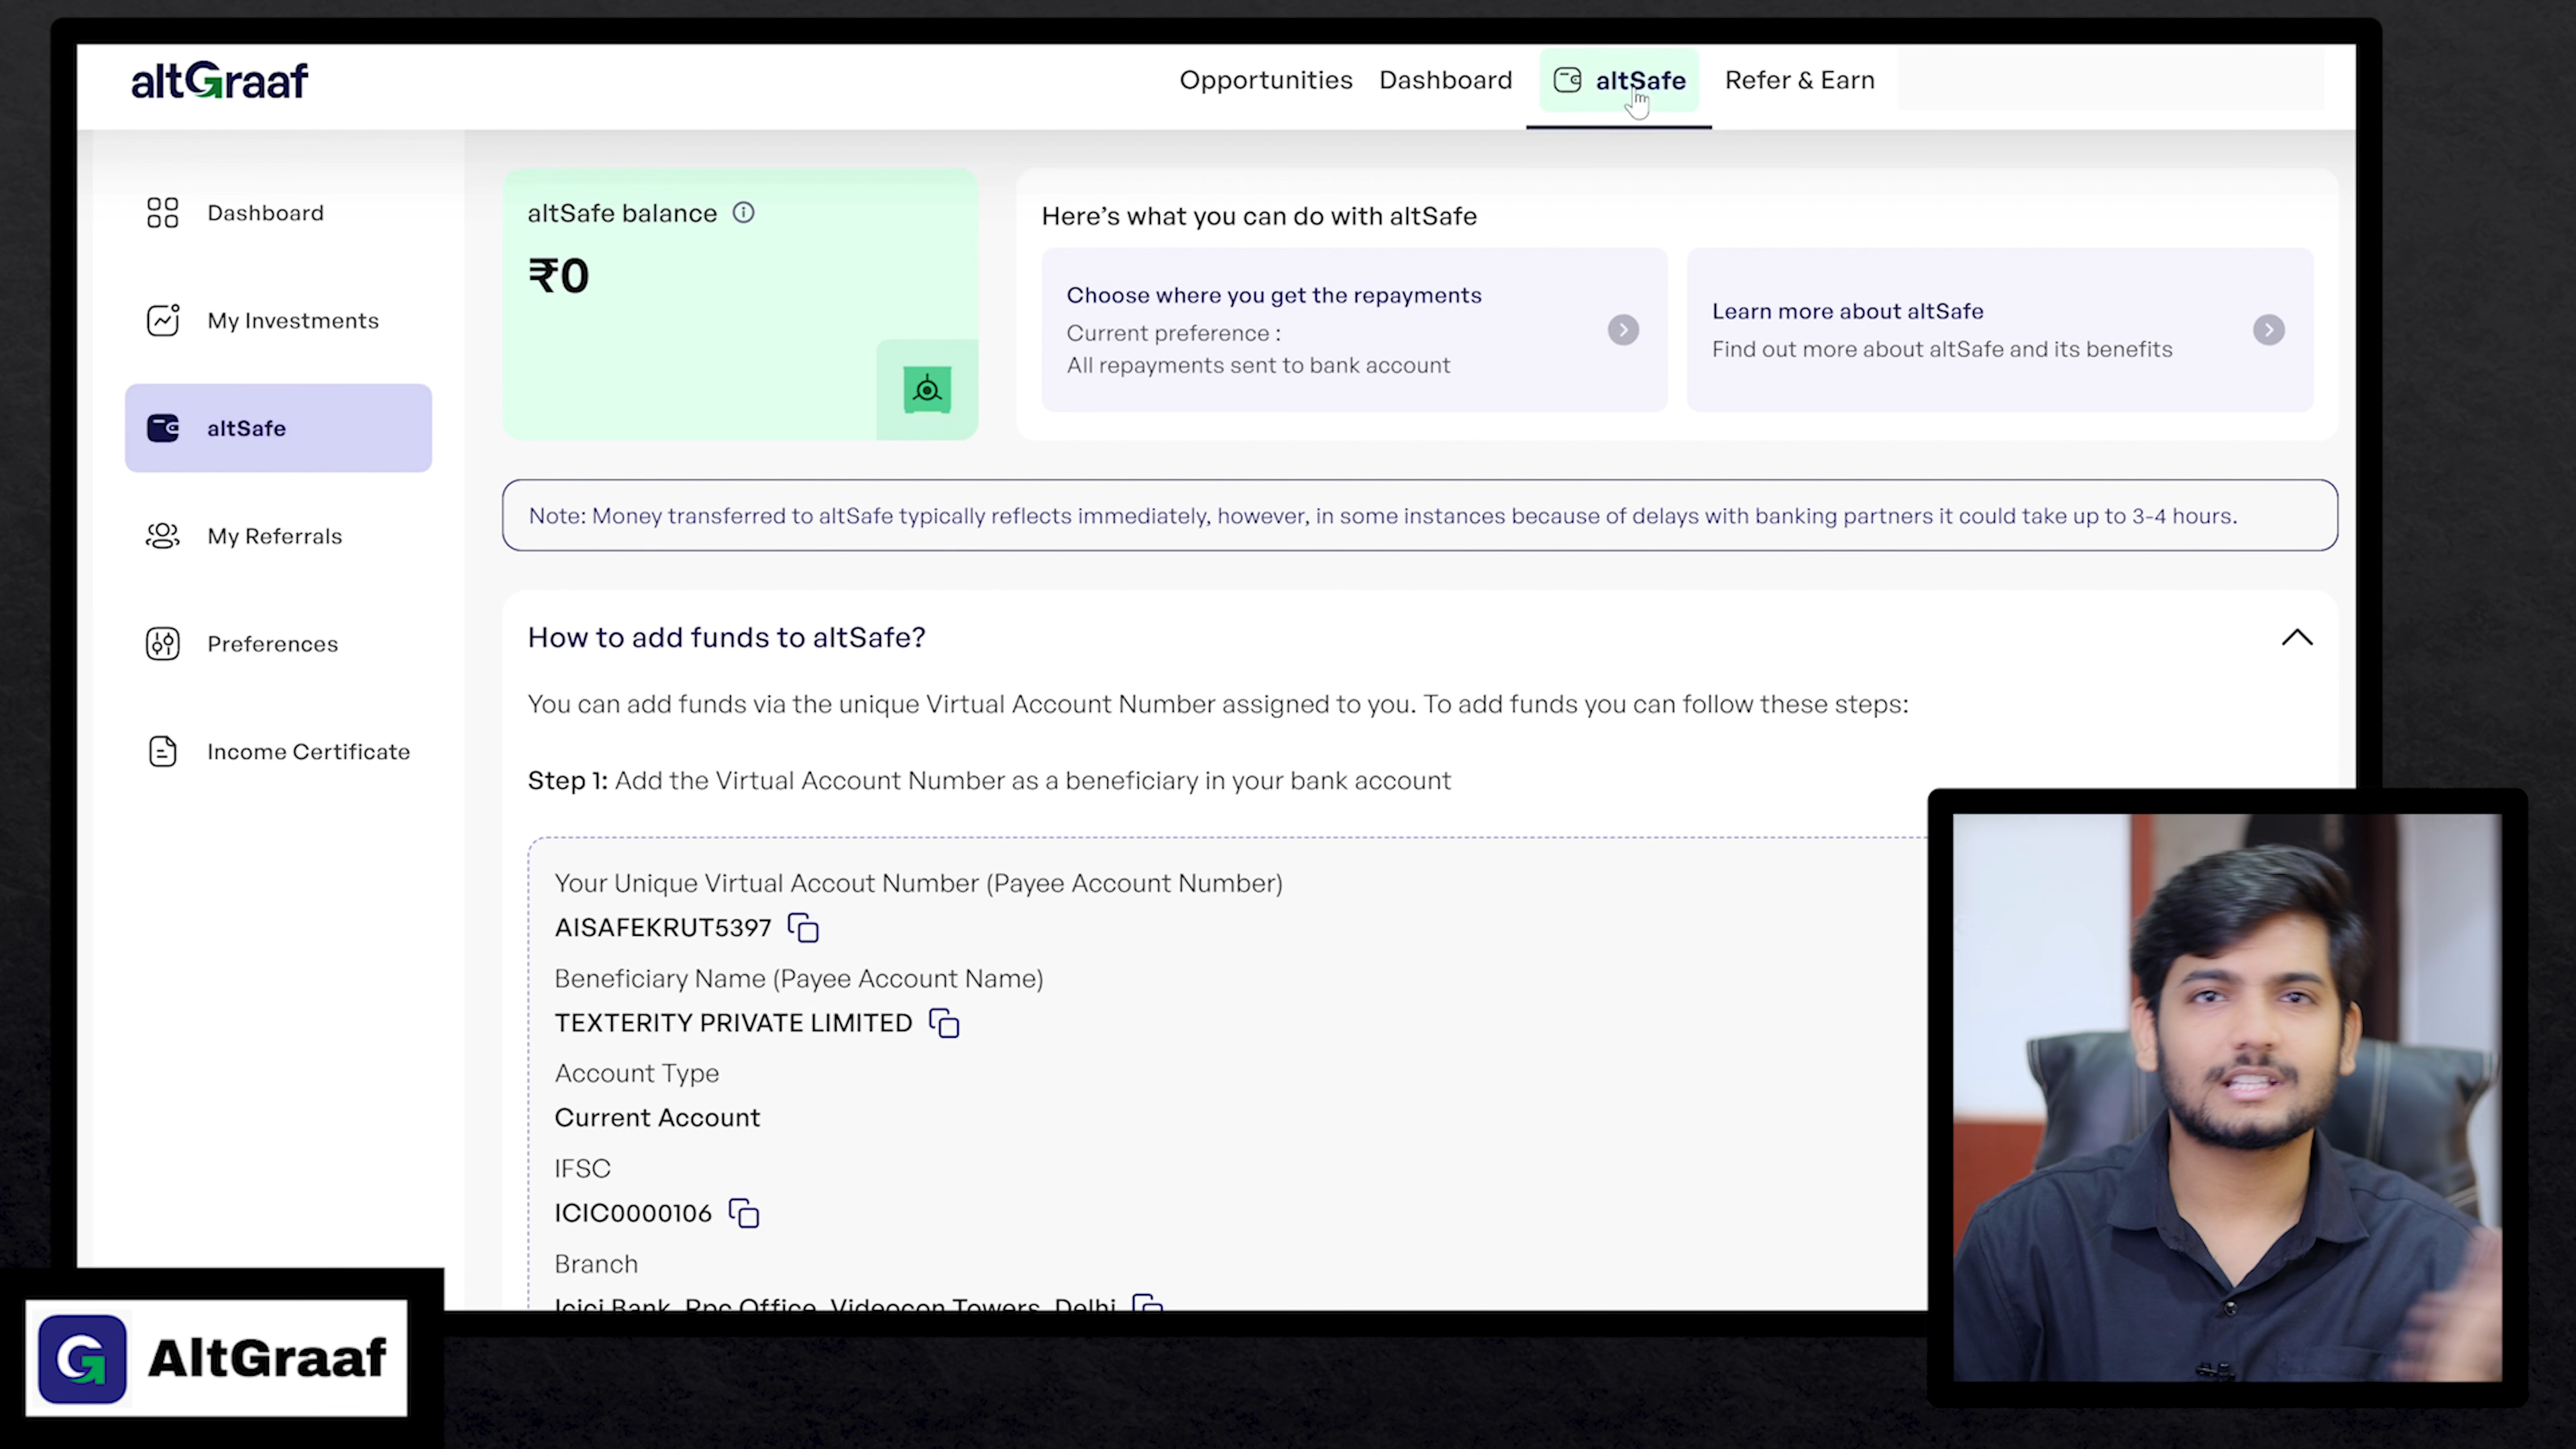 altGraaf
Opportunities Dashboard altSafe Refer & Earn
Dashboard
My Investments
altSafe
My Referrals
Preferences
Income Certificate
altSafe balance
₹0
Here's what you can do with altSafe
Choose where you get the repayments
Current preference :
All repayments sent to bank account
Learn more about altSafe
Find out more about altSafe and its benefits
Note: Money transferred to altSafe typically reflects immediately, however, in some instances because of delays with banking partners it could take up to 3-4 hours.
How to add funds to altSafe?
You can add funds via the unique Virtual Account Number assigned to you. To add funds you can follow these steps:
Step 1: Add the Virtual Account Number as a beneficiary in your bank account
Your Unique Virtual Accout Number (Payee Account Number)
AISAFEKRUT5397
Beneficiary Name (Payee Account Name)
TEXTERITY PRIVATE LIMITED
Account Type
Current Account
IFSC
ICIC0000106
Branch
Icici Bank, Rpc Office, Videocon Towers, Delhi
AltGraaf